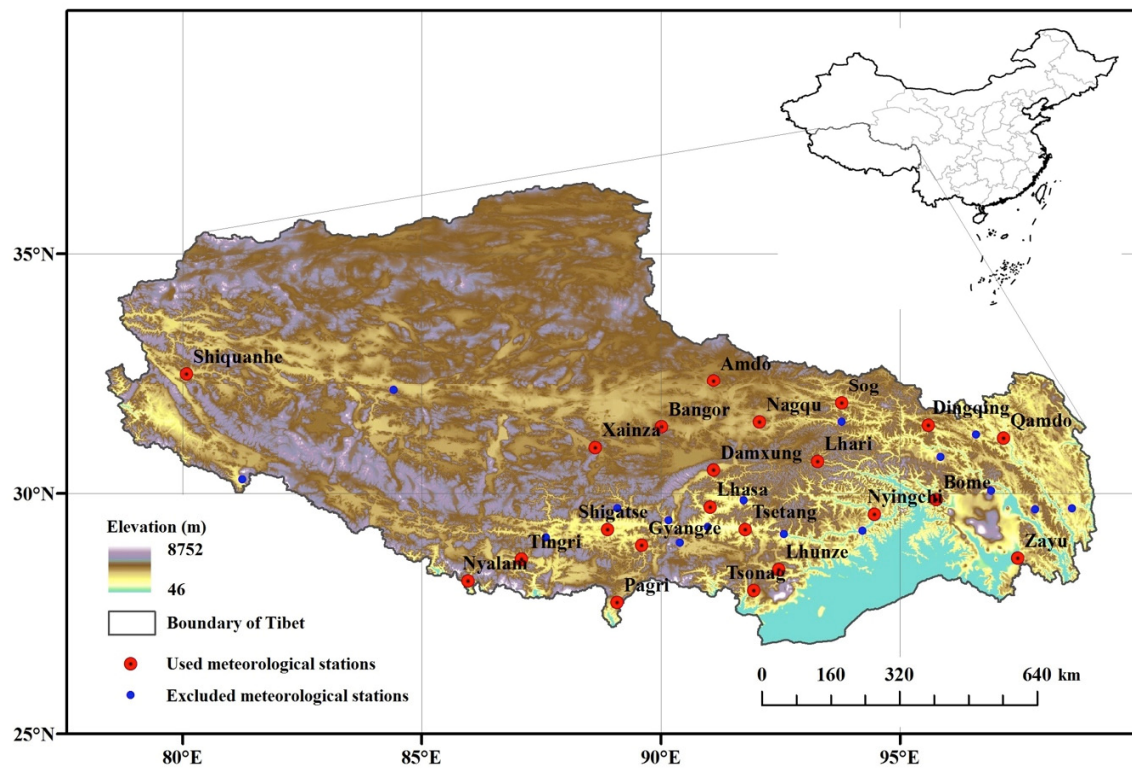 35°N
30°N
25°N
80°E
85°E
90°E
95°E
Shiquanhe
Amdo
Sog
Bangor
Nagqu
Dingqing
Qamdo
Xainza
Damxung
Lhari
Lhasa
Bome
Nyingchi
Shigatse
Gyangze
Tsetang
Tingri
Lhunze
Zayu
Nyalam
Tsonag
Pagri
Elevation (m)
8752
46
Boundary of Tibet
Used meteorological stations
Excluded meteorological stations
0 160 320 640 km